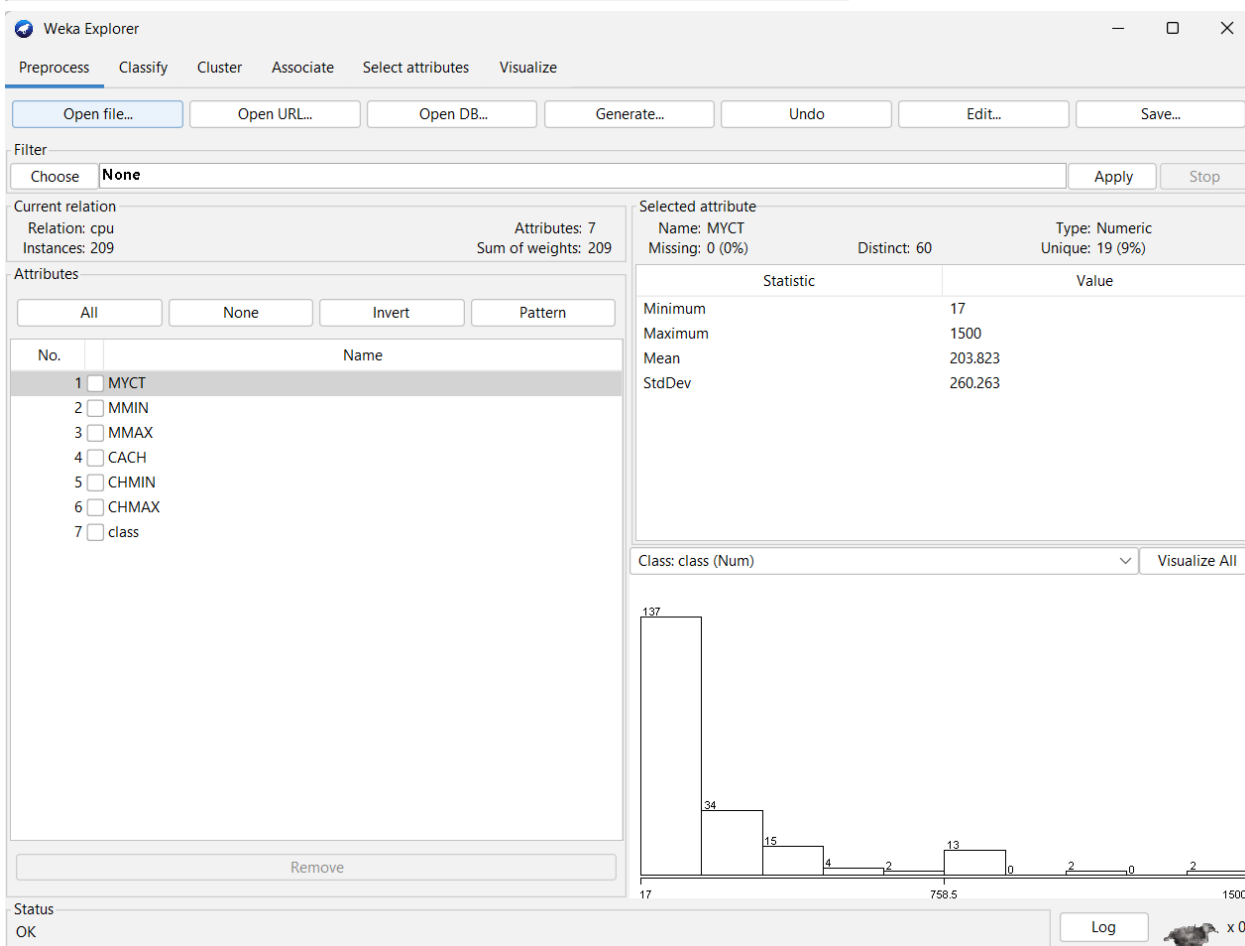 Weka Explorer
Preprocess Classify Cluster Associate Select attributes Visualize
Open file... Open URL... Open DB... Generate... Undo Edit... Save...
Filter
Choose None Apply Stop
Current relation
Relation: cpu Attributes: 7
Instances: 209 Sum of weights: 209
Selected attribute
Name: MYCT Type: Numeric
Missing: 0 (0%) Distinct: 60 Unique: 19 (9%)
Attributes
All None Invert Pattern
No. Name
1 MYCT
2 MMIN
3 MMAX
4 CACH
5 CHMIN
6 CHMAX
7 class
Remove
Statistic Value
Minimum 17
Maximum 1500
Mean 203.823
StdDev 260.263
Class: class (Num) Visualize All
137
34
15
4
2
13
0
2
0
2
17 758.5 1500
Status
OK
Log x 0